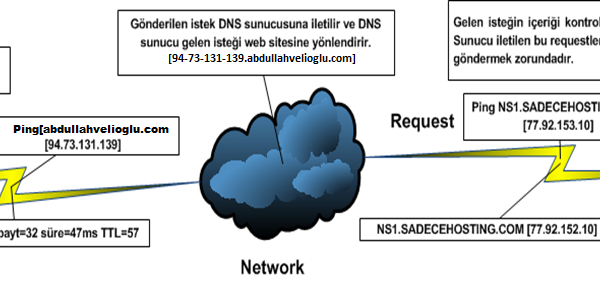 Gönderilen istek DNS sunucusuna iletilir ve DNS
sunucu gelen isteği web sitesine yönlendirir.
[94-73-131-139.abdullahvelioglu.com]
Gelen isteğin içeriği kontrol
Sunucu iletilen bu requestler
göndermek zorundadır.
Ping[abdullahvelioglu.com
[94.73.131.139]
Request
Ping NS1.SADECEHOSTING
[77.92.153.10]
bayt=32 süre=47ms TTL=57
NS1.SADECEHOSTING.COM [77.92.152.10]
Network